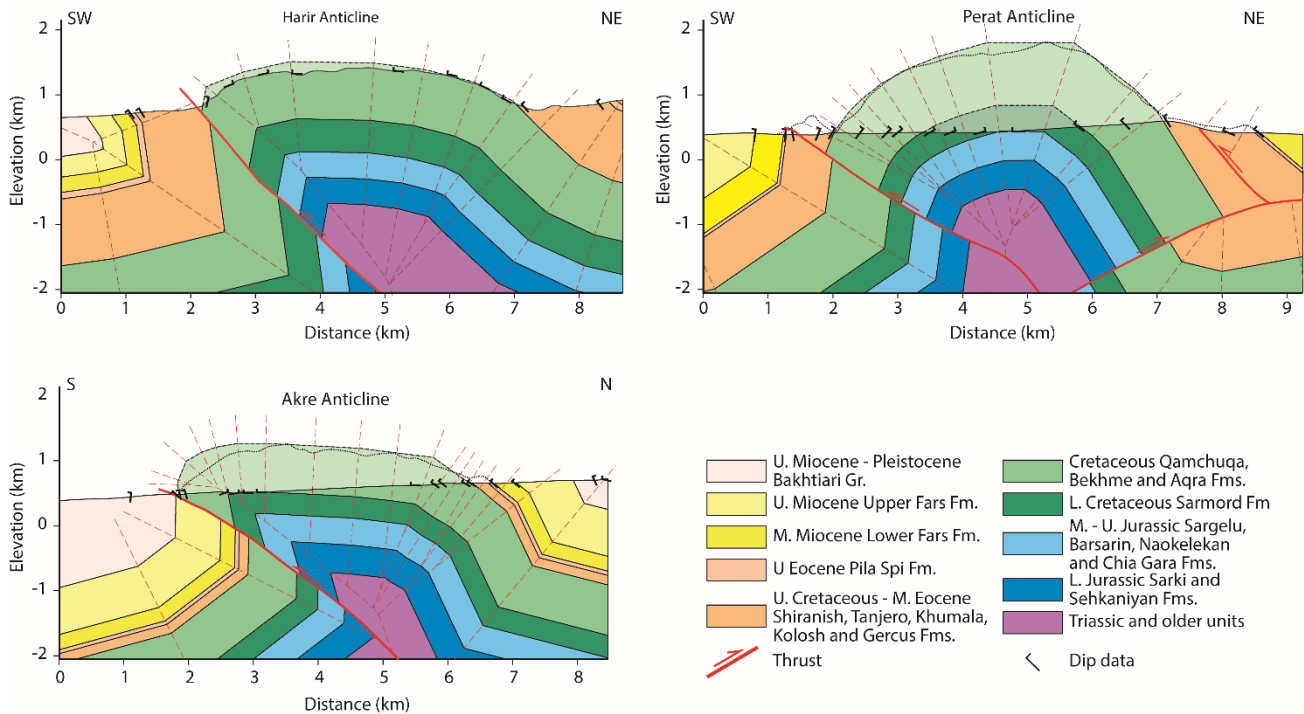 SW
Harir Anticline
NE
2
1
0
-1
-2
Elevation (km)
0 1 2 3 4 5 6 7 8
Distance (km)
SW
Perat Anticline
NE
2
1
0
-1
-2
Elevation (km)
0 1 2 3 4 5 6 7 8 9
Distance (km)
S
Akre Anticline
N
2
1
0
-1
-2
Elevation (km)
0 1 2 3 4 5 6 7 8
Distance (km)
U. Miocene - Pleistocene
Bakhtiari Gr.
U. Miocene Upper Fars Fm.
M. Miocene Lower Fars Fm.
U Eocene Pila Spi Fm.
U. Cretaceous - M. Eocene
Shiranish, Tanjero, Khumala,
Kolosh and Gercus Fms.
Thrust
Cretaceous Qamchuqa,
Bekhme and Aqra Fms.
L. Cretaceous Sarmord Fm
M. - U. Jurassic Sargelu,
Barsarin, Naokelekan
and Chia Gara Fms.
L. Jurassic Sarki and
Sehkaniyan Fms.
Triassic and older units
Dip data